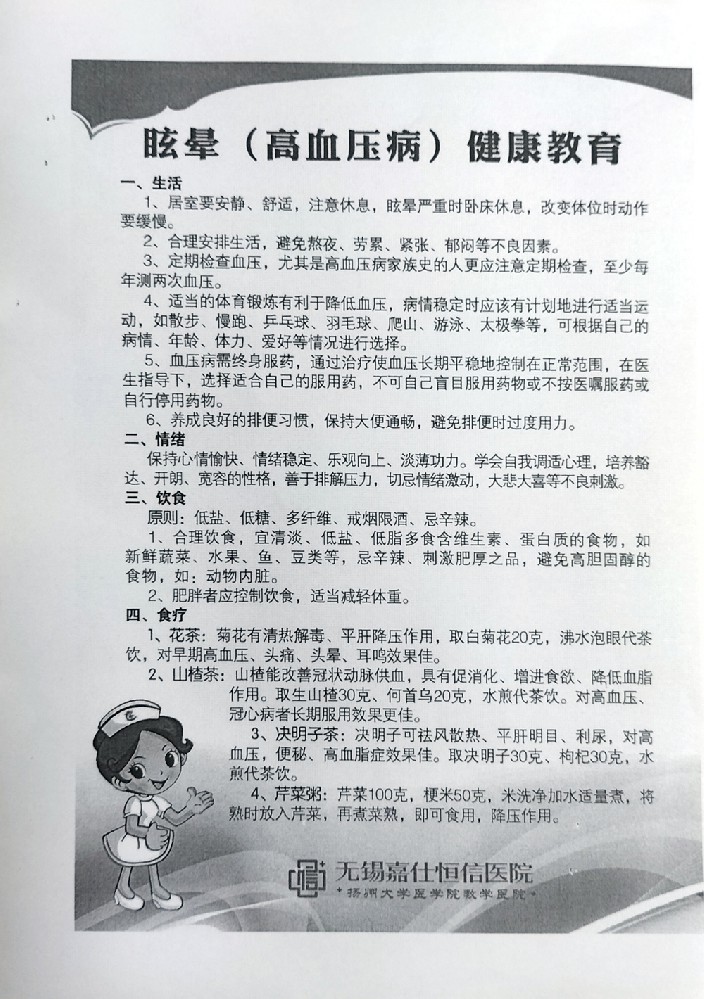 眩晕（高血压病）健康教育
一、生活
1、居室要安静、舒适，注意休息，眩晕严重时卧床休息，改变体位时动作
要缓慢。
2、合理安排生活，避免熬夜、劳累、紧张、郁闷等不良因素。
3、定期检查血压，尤其是高血压病家族史的人更应注意定期检查，至少每
年测两次血压。
4、适当的体育锻炼有利于降低血压，病情稳定时应该有计划地进行适当运
动，如散步、慢跑、乒乓球、羽毛球、爬山、游泳、太极拳等，可根据自己的
病情、年龄、体力、爱好等情况进行选择。
5、血压病需终身服药，通过治疗使血压长期平稳地控制在正常范围，在医
生指导下，选择适合自己的服用药，不可自己盲目服用药物或不按医嘱服药或
自行停用药物。
6、养成良好的排便习惯，保持大便通畅，避免排便时过度用力。
二、情绪
保持心情愉快、情绪稳定、乐观向上、淡薄功力。学会自我调适心理，培养豁
达、开朗、宽容的性格，善于排解压力，切忌情绪激动，大悲大喜等不良刺激。
三、饮食
原则：低盐、低糖、多纤维、戒烟限酒、忌辛辣。
1、合理饮食，宜清淡、低盐、低脂多食含维生素、蛋白质的食物，如
新鲜蔬菜、水果、鱼、豆类等，忌辛辣、刺激肥厚之品，避免高胆固醇的
食物，如：动物内脏。
2、肥胖者应控制饮食，适当减轻体重。
四、食疗
1、花茶：菊花有清热解毒、平肝降压作用，取白菊花20克，沸水泡眼代茶
饮，对早期高血压、头痛、头晕、耳鸣效果佳。
2、山楂茶：山楂能改善冠状动脉供血，具有促消化、增进食欲、降低血脂
作用。取生山楂30克、何首乌20克，水煎代茶饮。对高血压、
冠心病者长期服用效果更佳。
3、决明子茶：决明子可祛风散热、平肝明目、利尿，对高
血压，便秘、高血脂症效果佳。取决明子30克、枸杞30克，水
煎代茶饮。
4、芹菜粥：芹菜100克，梗米50克，米洗净加水适量煮，将
熟时放入芹菜，再煮菜熟，即可食用，降压作用。
无锡嘉仕恒信医院
扬州大学医学院教学医院